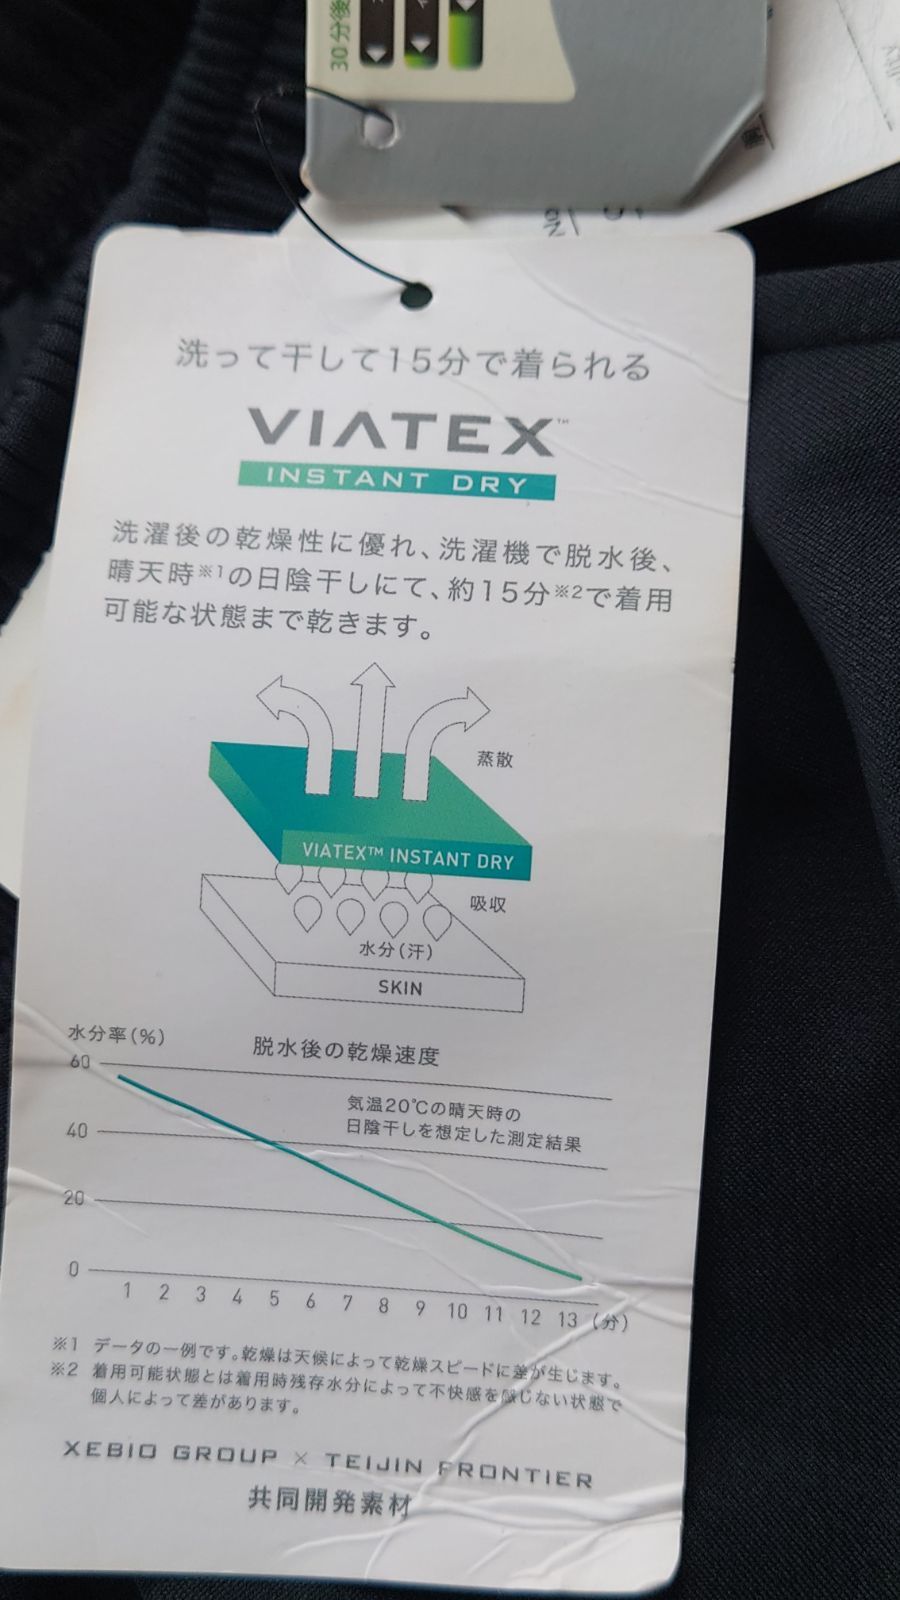 30分後
洗って干して15分で着られる
VIATEX™
INSTANT DRY
洗濯後の乾燥性に優れ、洗濯機で脱水後、
晴天時※1の日陰干しにて、約15分※2で着用
可能な状態まで乾きます。
蒸散
VIATEX™ INSTANT DRY
吸収
水分(汗)
SKIN
水分率(%)
脱水後の乾燥速度
60
気温20℃の晴天時の
日陰干しを想定した測定結果
40
20
0
1 2 3 4 5 6 7 8 9 10 11 12 13 (分)
※1 データの一例です。乾燥は天候によって乾燥スピードに差が生じます。
※2 着用可能状態とは着用時残存水分によって不快感を感じない状態で
個人によって差があります。
XEBIO GROUP × TEIJIN FRONTIER
共同開発素材